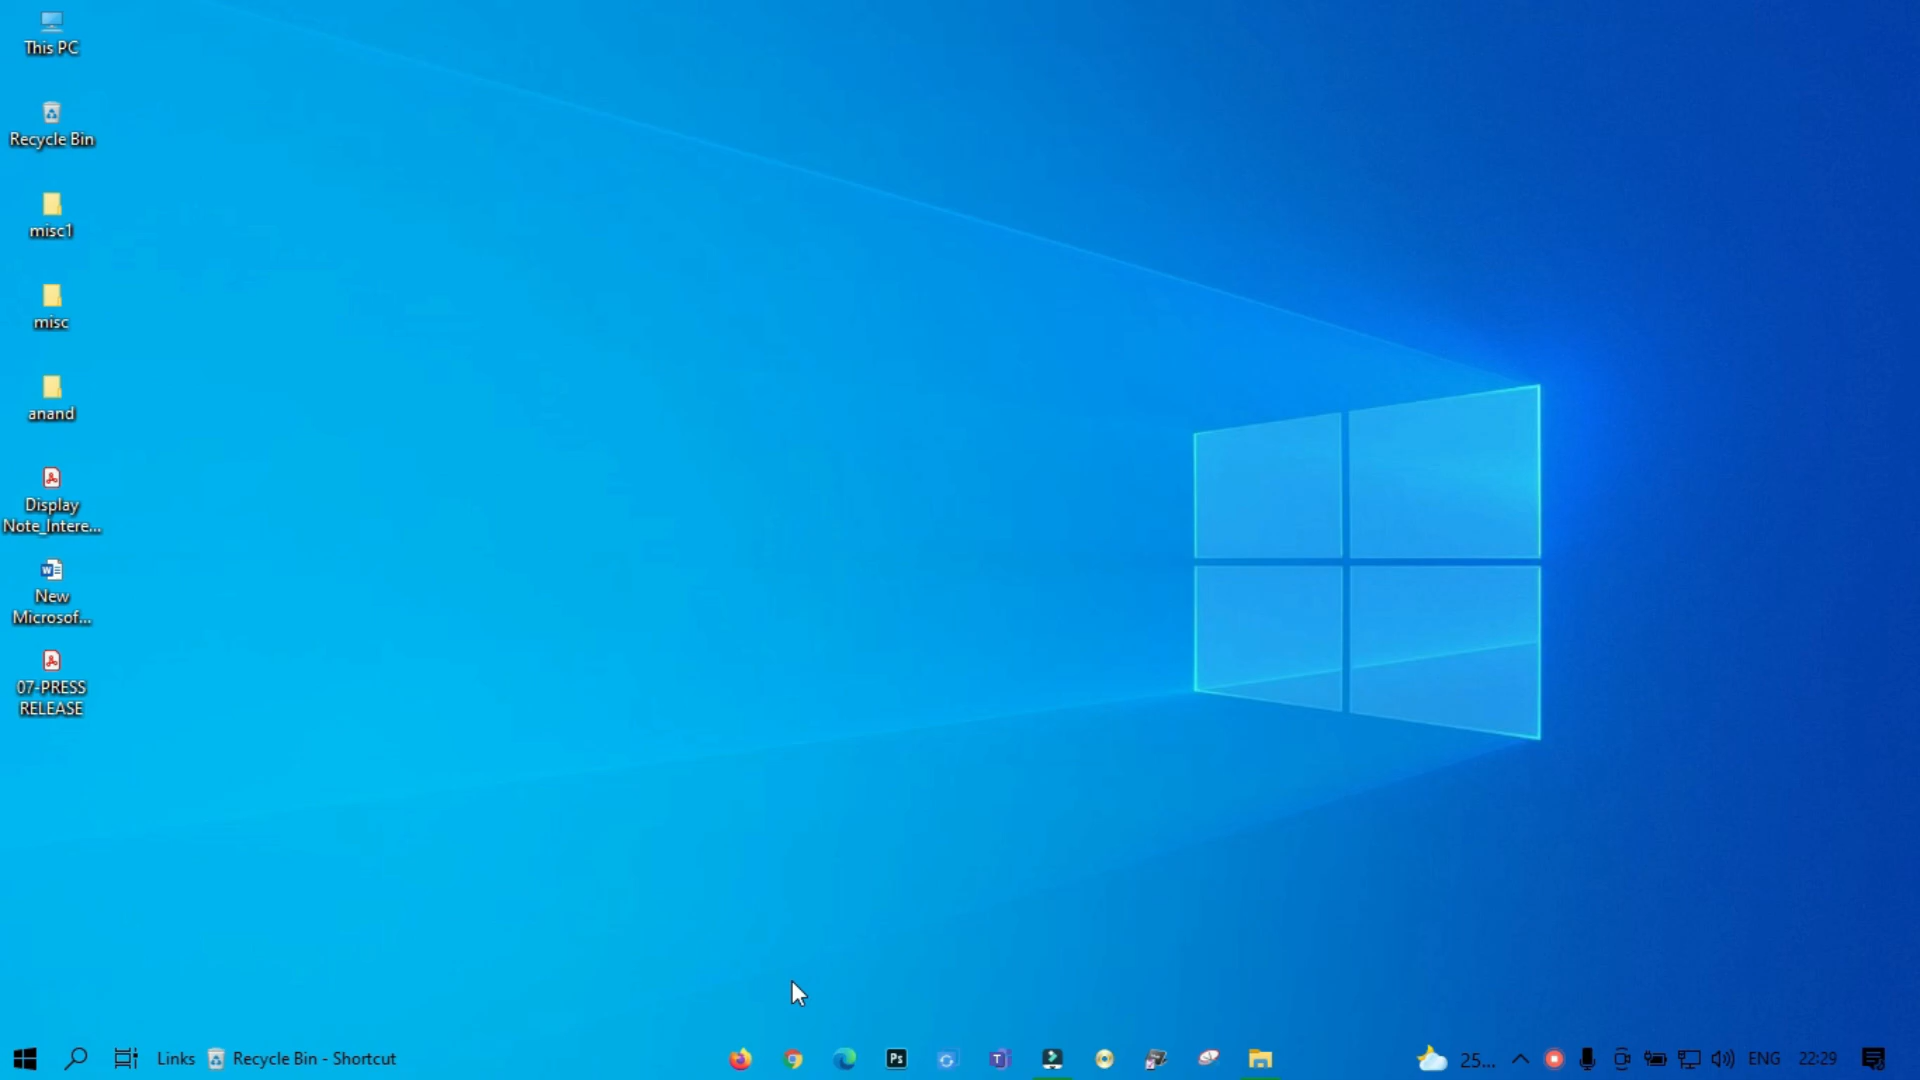 This PC
Recycle Bin
misc1
misc
anand
Display
Note_Intere...
New
Microsof...
07-PRESS
RELEASE
Links Recycle Bin - Shortcut Ps 25... ENG 22:29